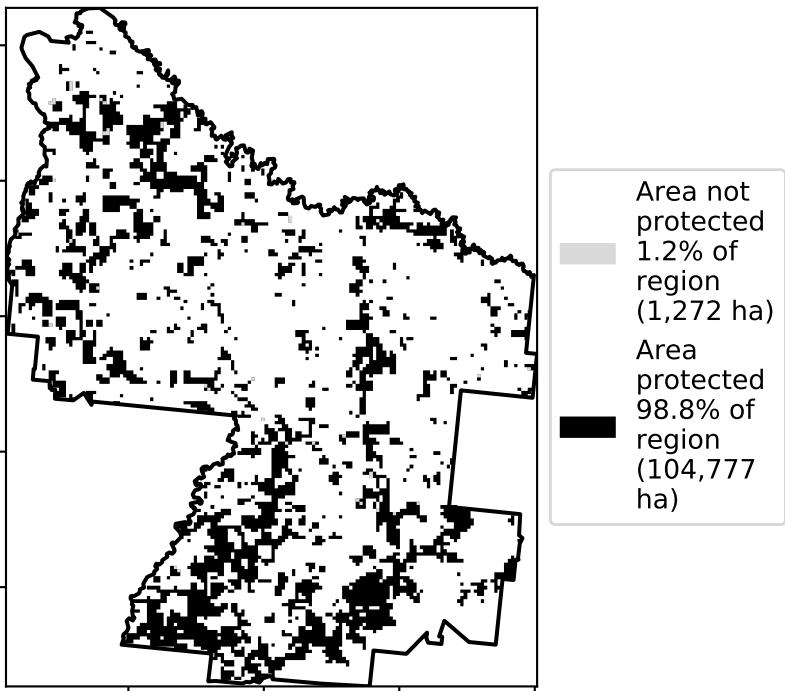 Area not
protected
1.2% of
region
(1,272 ha)
Area
protected
98.8% of
region
(104,777
ha)